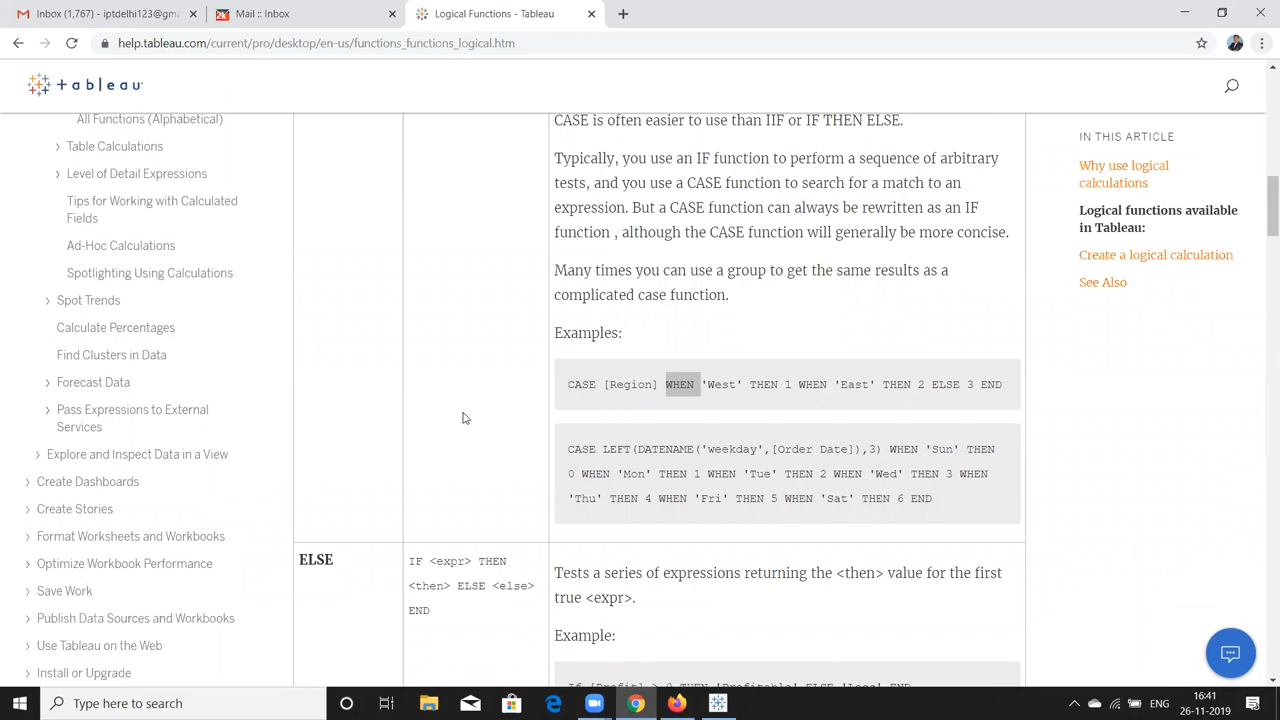 Inbox (1,767) - iptdelhi123@gm
Mail :: Inbox
Logical Functions - Tableau
help.tableau.com/current/pro/desktop/en-us/functions_functions_logical.htm
+ableau
All Functions (Alphabetical)
Table Calculations
Level of Detail Expressions
Tips for Working with Calculated
Fields
Ad-Hoc Calculations
Spotlighting Using Calculations
Spot Trends
Calculate Percentages
Find Clusters in Data
Forecast Data
Pass Expressions to External
Services
Explore and Inspect Data in a View
Create Dashboards
Create Stories
Format Worksheets and Workbooks
Optimize Workbook Performance
Save Work
Publish Data Sources and Workbooks
Use Tableau on the Web
Install or Upgrade
CASE is often easier to use than IIF or IF THEN ELSE.
Typically, you use an IF function to perform a sequence of arbitrary
tests, and you use a CASE function to search for a match to an
expression. But a CASE function can always be rewritten as an IF
function , although the CASE function will generally be more concise.
Many times you can use a group to get the same results as a
complicated case function.
Examples:
CASE [Region] WHEN 'West' THEN 1 WHEN 'East' THEN 2 ELSE 3 END
CASE LEFT(DATENAME('weekday',[Order Date]),3) WHEN 'Sun' THEN
0 WHEN 'Mon' THEN 1 WHEN 'Tue' THEN 2 WHEN 'Wed' THEN 3 WHEN
'Thu' THEN 4 WHEN 'Fri' THEN 5 WHEN 'Sat' THEN 6 END
ELSE
IF <expr> THEN
<then> ELSE <else>
END
Tests a series of expressions returning the <then> value for the first
true <expr>.
Example:
If [Profit] > 0 THEN 'Profitable' ELSE 'Loss' END
IN THIS ARTICLE
Why use logical
calculations
Logical functions available
in Tableau:
Create a logical calculation
See Also
Type here to search
ENG
16:41
26-11-2019